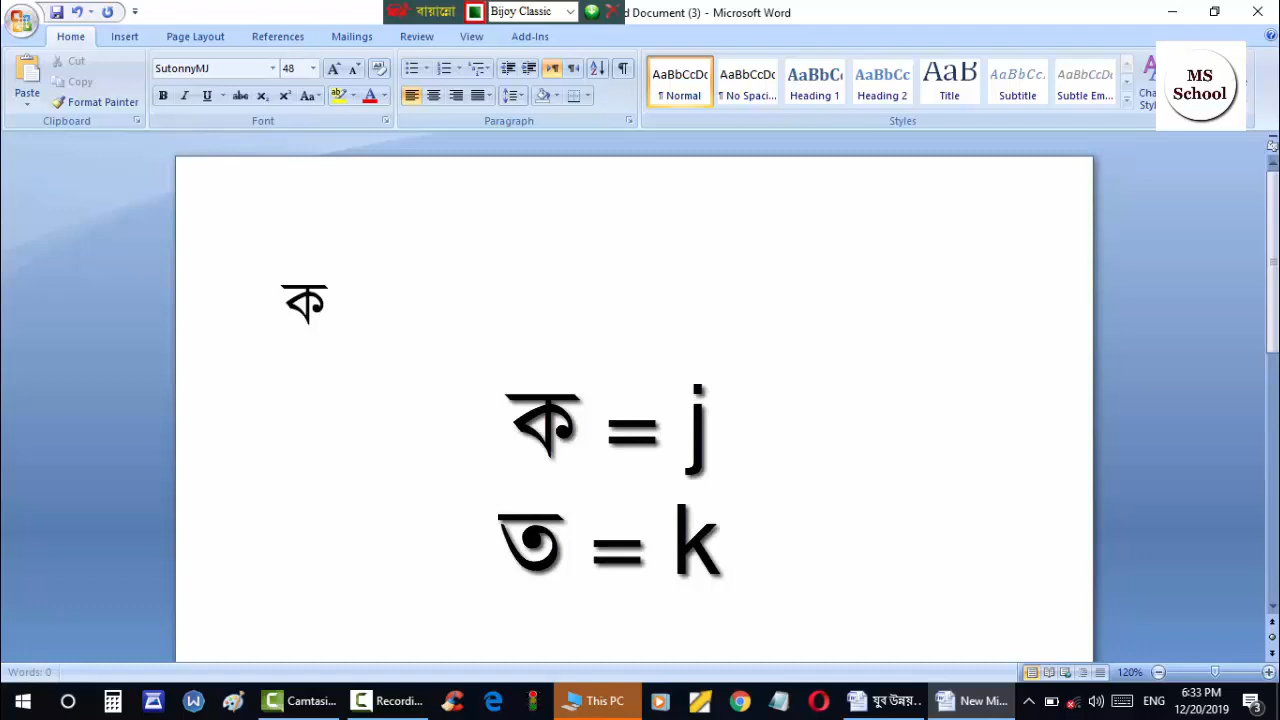 বায়ান্নো Bijoy Classic d Document (3) - Microsoft Word
Home Insert Page Layout References Mailings Review View Add-Ins
Paste Cut Copy Format Painter
SutonnyMJ 48
AaBbCcDc AaBbCcDc AaBbC AaBbCc AaB AaBbCc. AaBbCcDc
¶ Normal ¶ No Spaci... Heading 1 Heading 2 Title Subtitle Subtle Em...
MS
School
Clipboard Font Paragraph Styles
ক
ক = j
ত = k
Words: 0 120%
Camtasi... Recordi... This PC যুব উন্নয়... New Mi... ENG 6:33 PM
12/20/2019